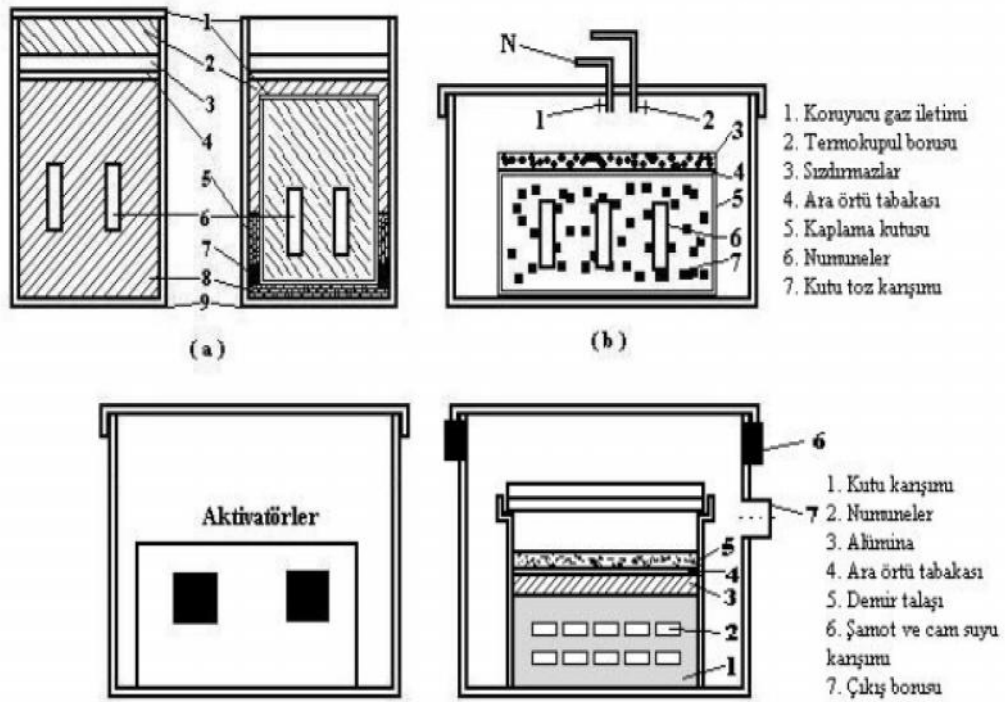 1
2
3
4
5
6
7
8
9
( a )
N
1
2
3
4
5
6
7
( b )
1. Koruyucu gaz iletimi
2. Termokupul borusu
3. Sızdırmazlar
4. Ara örtü tabakası
5. Kaplama kutusu
6. Numuneler
7. Kutu toz karışımı
Aktivatörler
6
7
5
4
3
2
1
1. Kutu karışımı
2. Numuneler
3. Alümina
4. Ara örtü tabakası
5. Demir talaşı
6. Şamot ve cam suyu
karışımı
7. Çıkış borusu